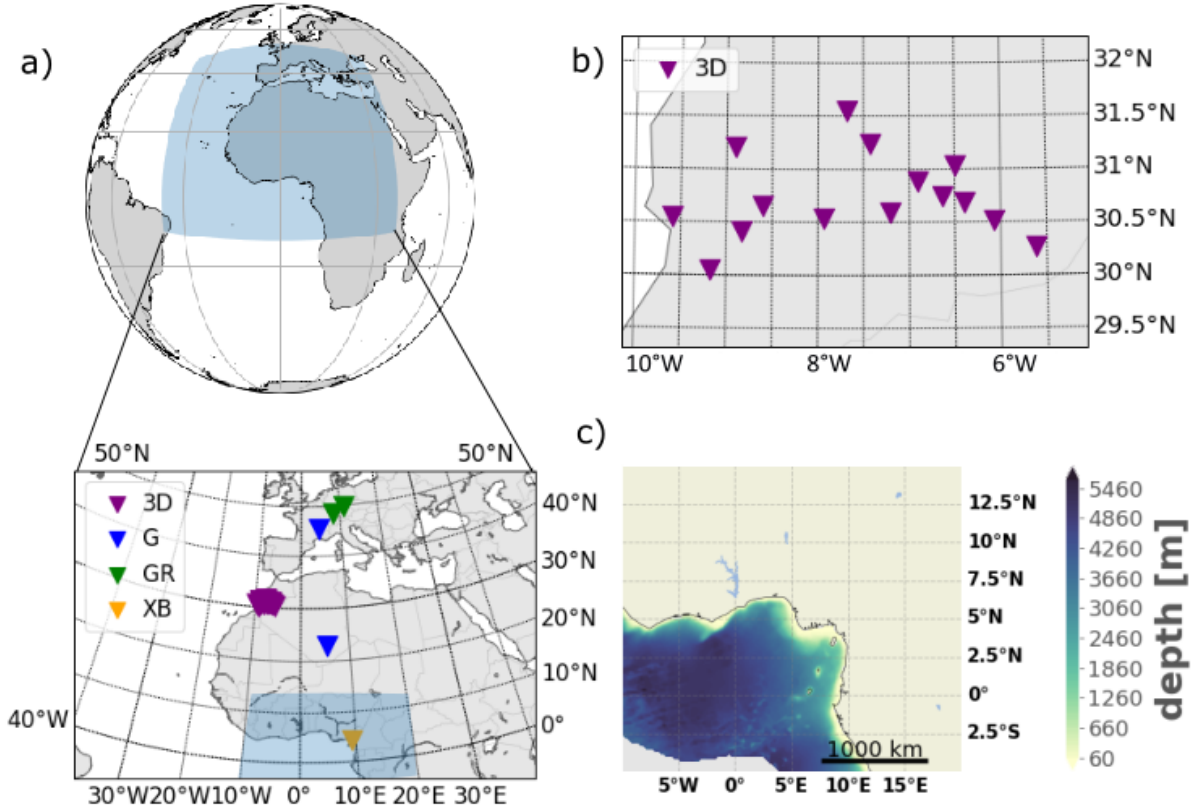 a)
b)
3D
32°N
31.5°N
31°N
30.5°N
30°N
29.5°N
10°W 8°W 6°W
50°N 50°N
3D
G
GR
XB
40°N
30°N
20°N
10°N
0°
40°W
30°W 20°W 10°W 0° 10°E 20°E 30°E
c)
12.5°N
10°N
7.5°N
5°N
2.5°N
0°
2.5°S
1000 km
5°W 0° 5°E 10°E 15°E
5460
4860
4260
3660
3060
2460
1860
1260
660
60
depth [m]